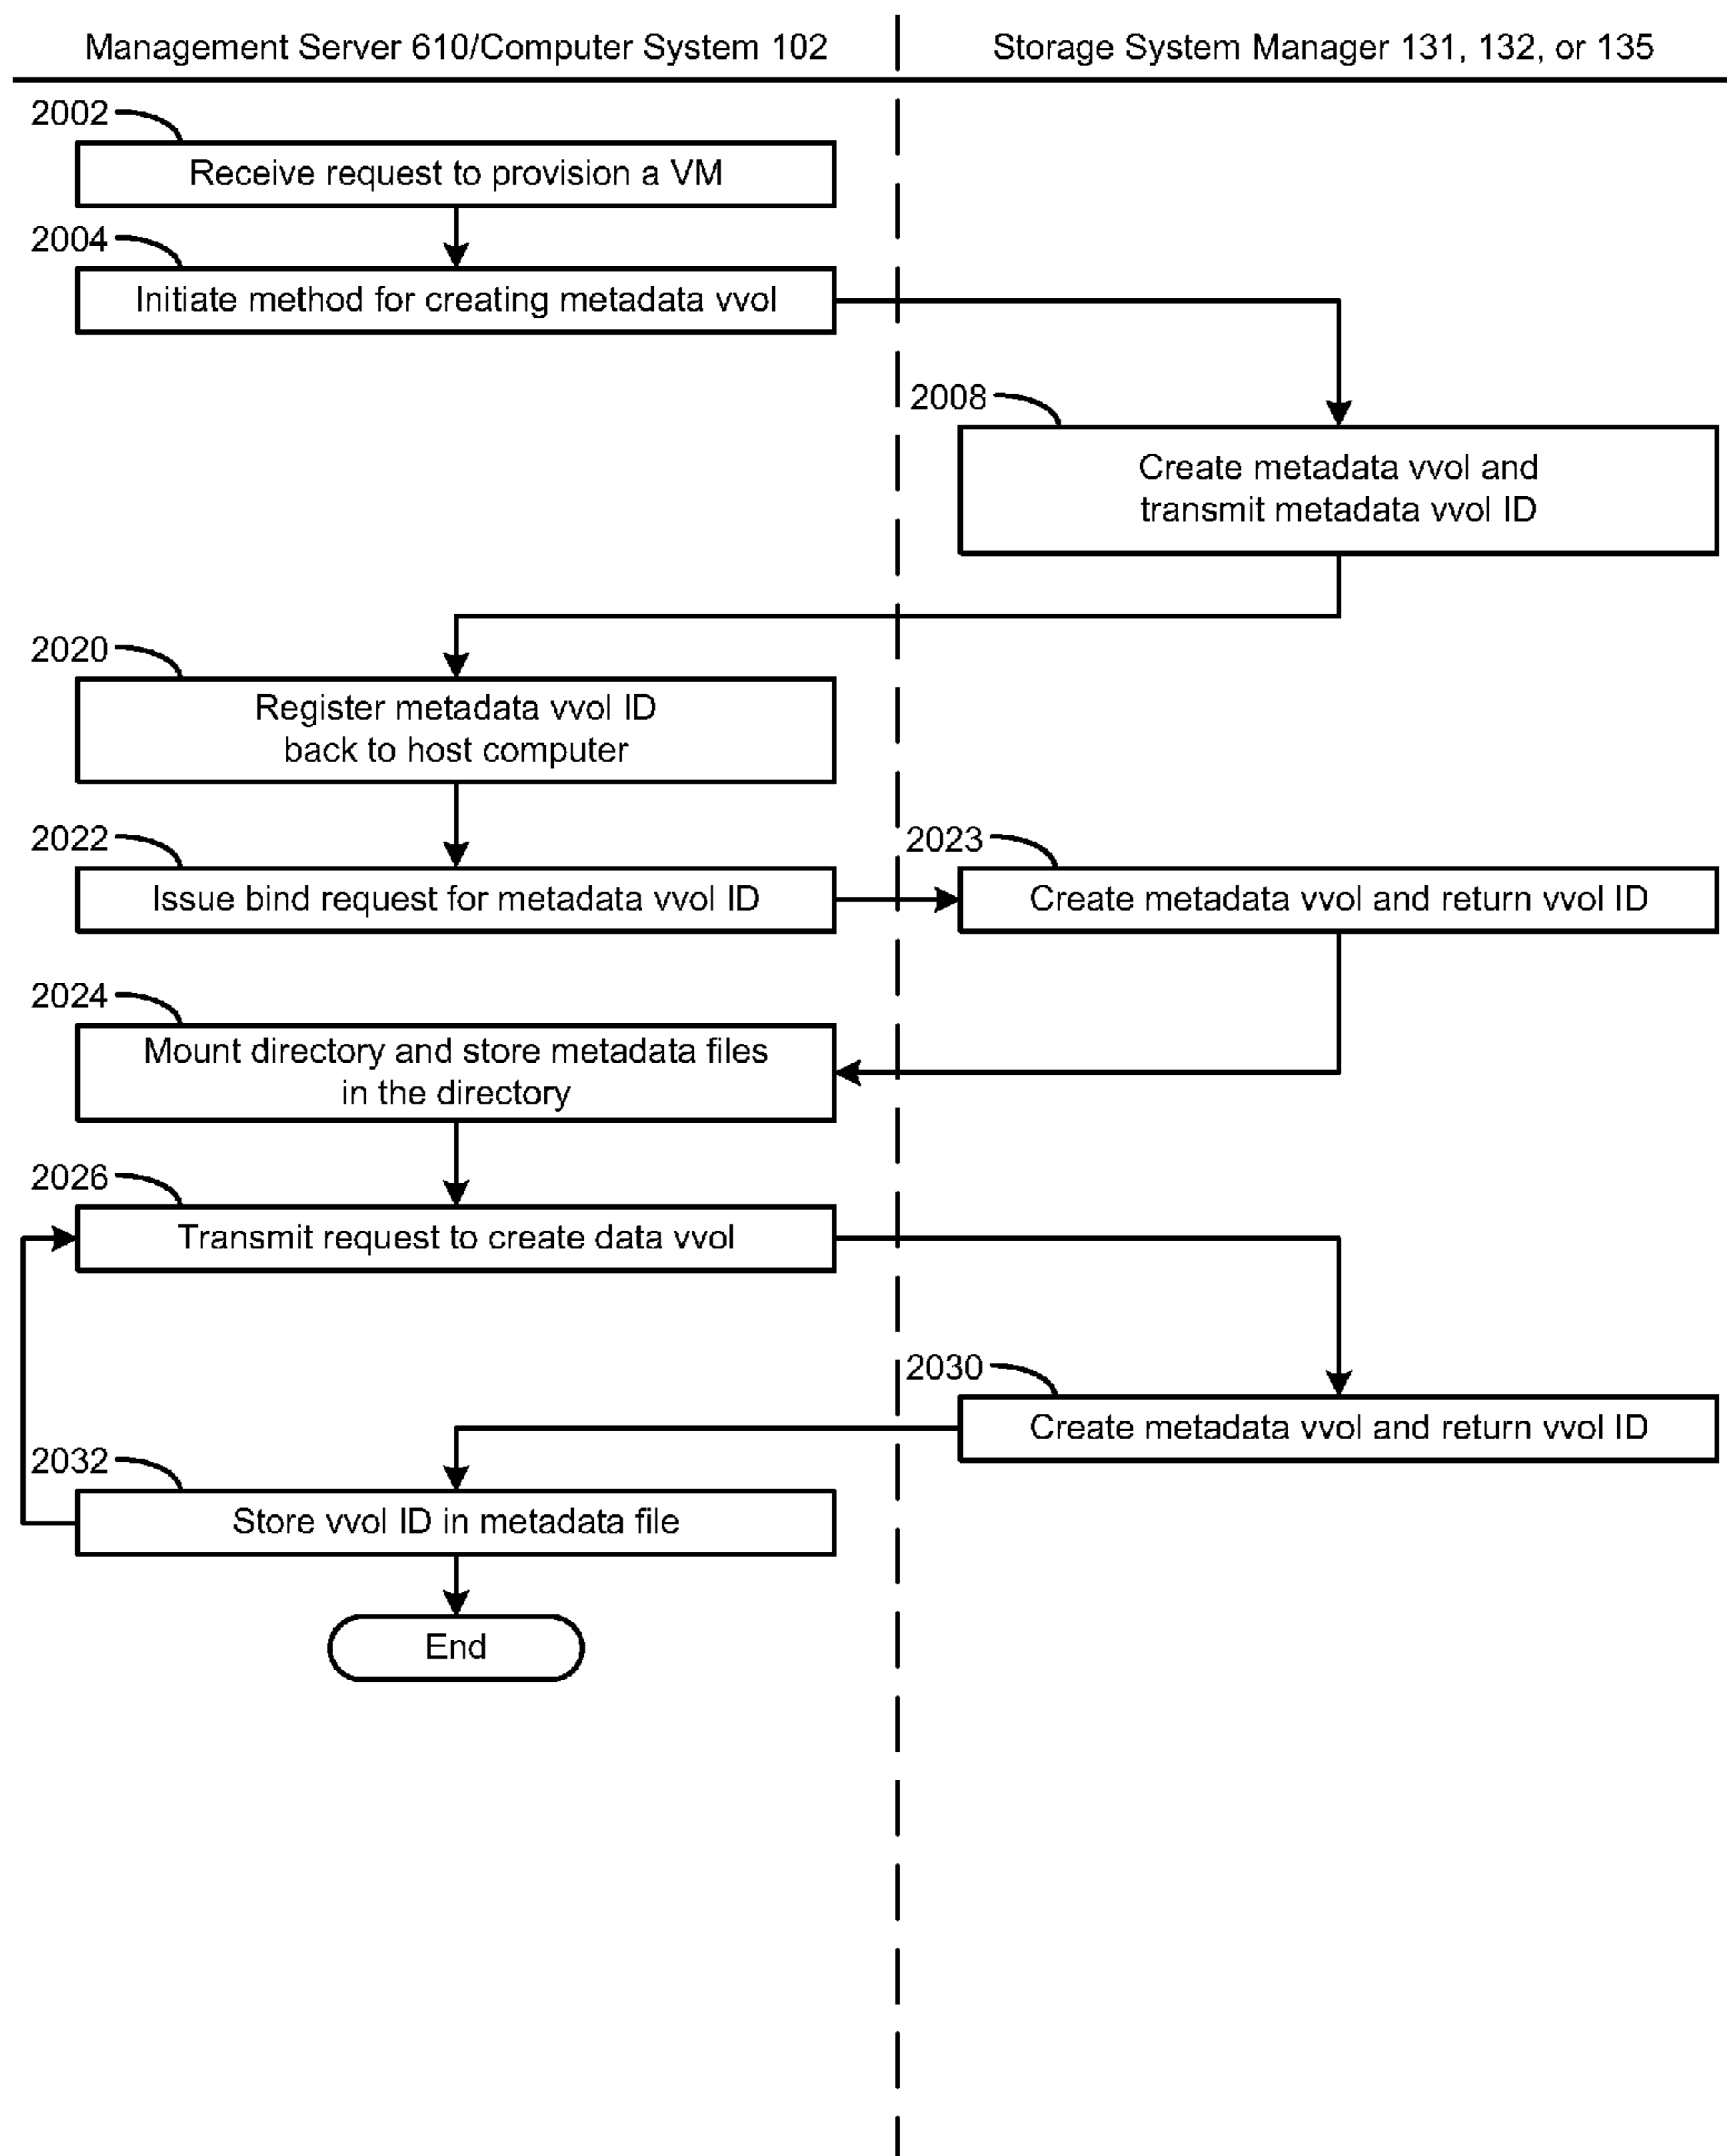 Management Server 610/Computer System 102
Storage System Manager 131, 132, or 135
2002
Receive request to provision a VM
2004
Initiate method for creating metadata vvol
2008
Create metadata vvol and
transmit metadata vvol ID
2020
Register metadata vvol ID
back to host computer
2022
Issue bind request for metadata vvol ID
2023
Create metadata vvol and return vvol ID
2024
Mount directory and store metadata files
in the directory
2026
Transmit request to create data vvol
2030
Create metadata vvol and return vvol ID
2032
Store vvol ID in metadata file
End